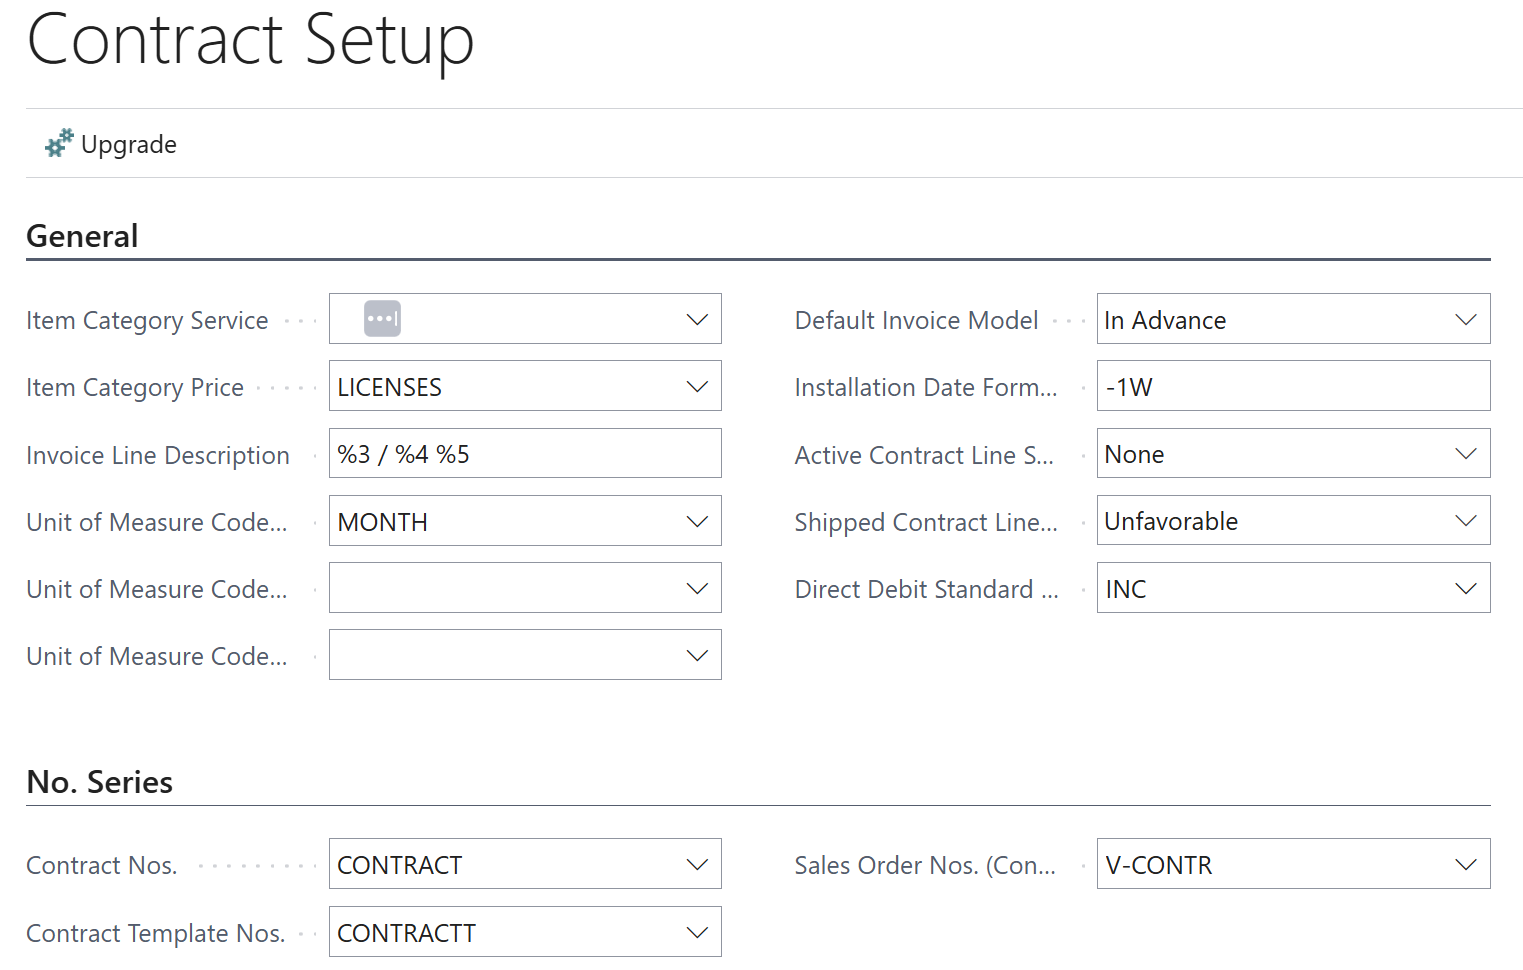 Contract Setup
Upgrade
General
Item Category Service
Item Category Price
LICENSES
Invoice Line Description
%3 / %4 %5
Unit of Measure Code...
MONTH
Unit of Measure Code...
Unit of Measure Code...
Default Invoice Model
In Advance
Installation Date Form...
-1W
Active Contract Line S...
None
Shipped Contract Line...
Unfavorable
Direct Debit Standard ...
INC
No. Series
Contract Nos.
CONTRACT
Contract Template Nos.
CONTRACTT
Sales Order Nos. (Con...
V-CONTR